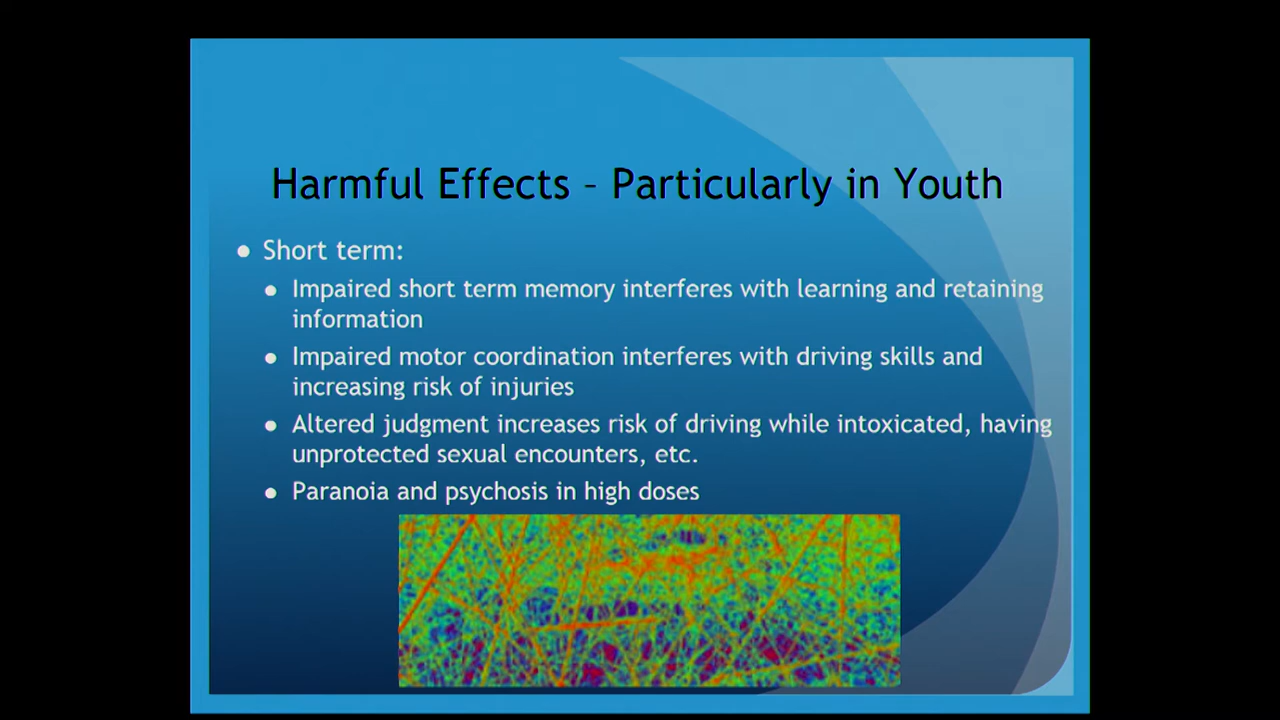 Harmful Effects – Particularly in Youth
● Short term:
● Impaired short term memory interferes with learning and retaining
information
● Impaired motor coordination interferes with driving skills and
increasing risk of injuries
● Altered judgment increases risk of driving while intoxicated, having
unprotected sexual encounters, etc.
● Paranoia and psychosis in high doses